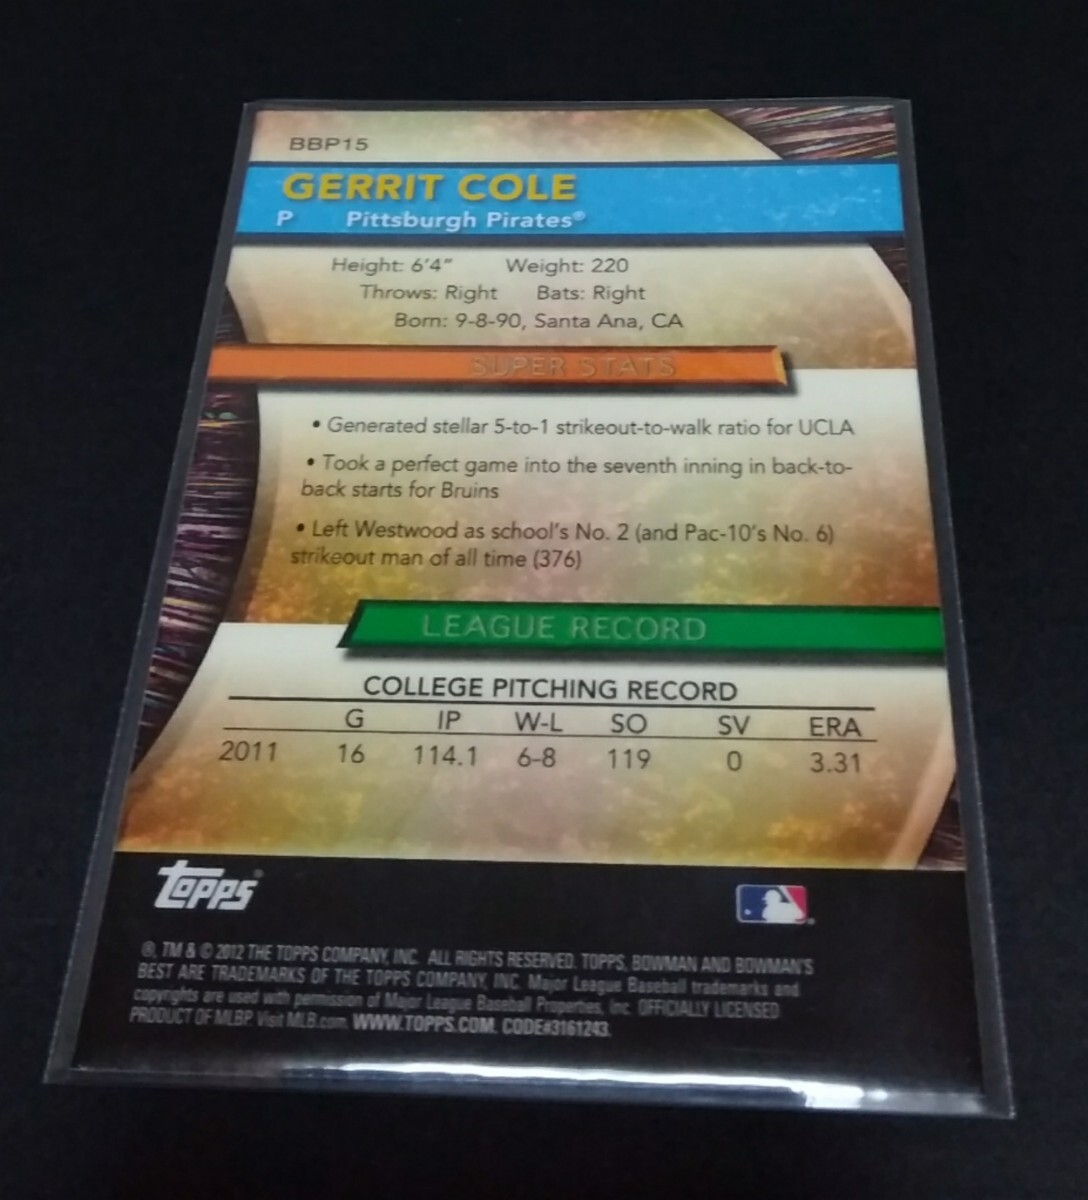 BBP15
GERRIT COLE
P Pittsburgh Pirates®
Height: 6'4" Weight: 220
Throws: Right Bats: Right
Born: 9-8-90, Santa Ana, CA
SUPER STATS
• Generated stellar 5-to-1 strikeout-to-walk ratio for UCLA
• Took a perfect game into the seventh inning in back-to-
back starts for Bruins
• Left Westwood as school's No. 2 (and Pac-10's No. 6)
strikeout man of all time (376)
LEAGUE RECORD
COLLEGE PITCHING RECORD
G IP W-L SO SV ERA
2011 16 114.1 6-8 119 0 3.31
TOPPS®
®, TM & © 2012 THE TOPPS COMPANY, INC. ALL RIGHTS RESERVED. TOPPS, BOWMAN AND BOWMAN'S
BEST ARE TRADEMARKS OF THE TOPPS COMPANY, INC. Major League Baseball trademarks and
copyrights are used with permission of Major League Baseball Properties, Inc. OFFICIALLY LICENSED
PRODUCT OF MLBP. Visit MLB.com. WWW.TOPPS.COM. CODE#3161243.